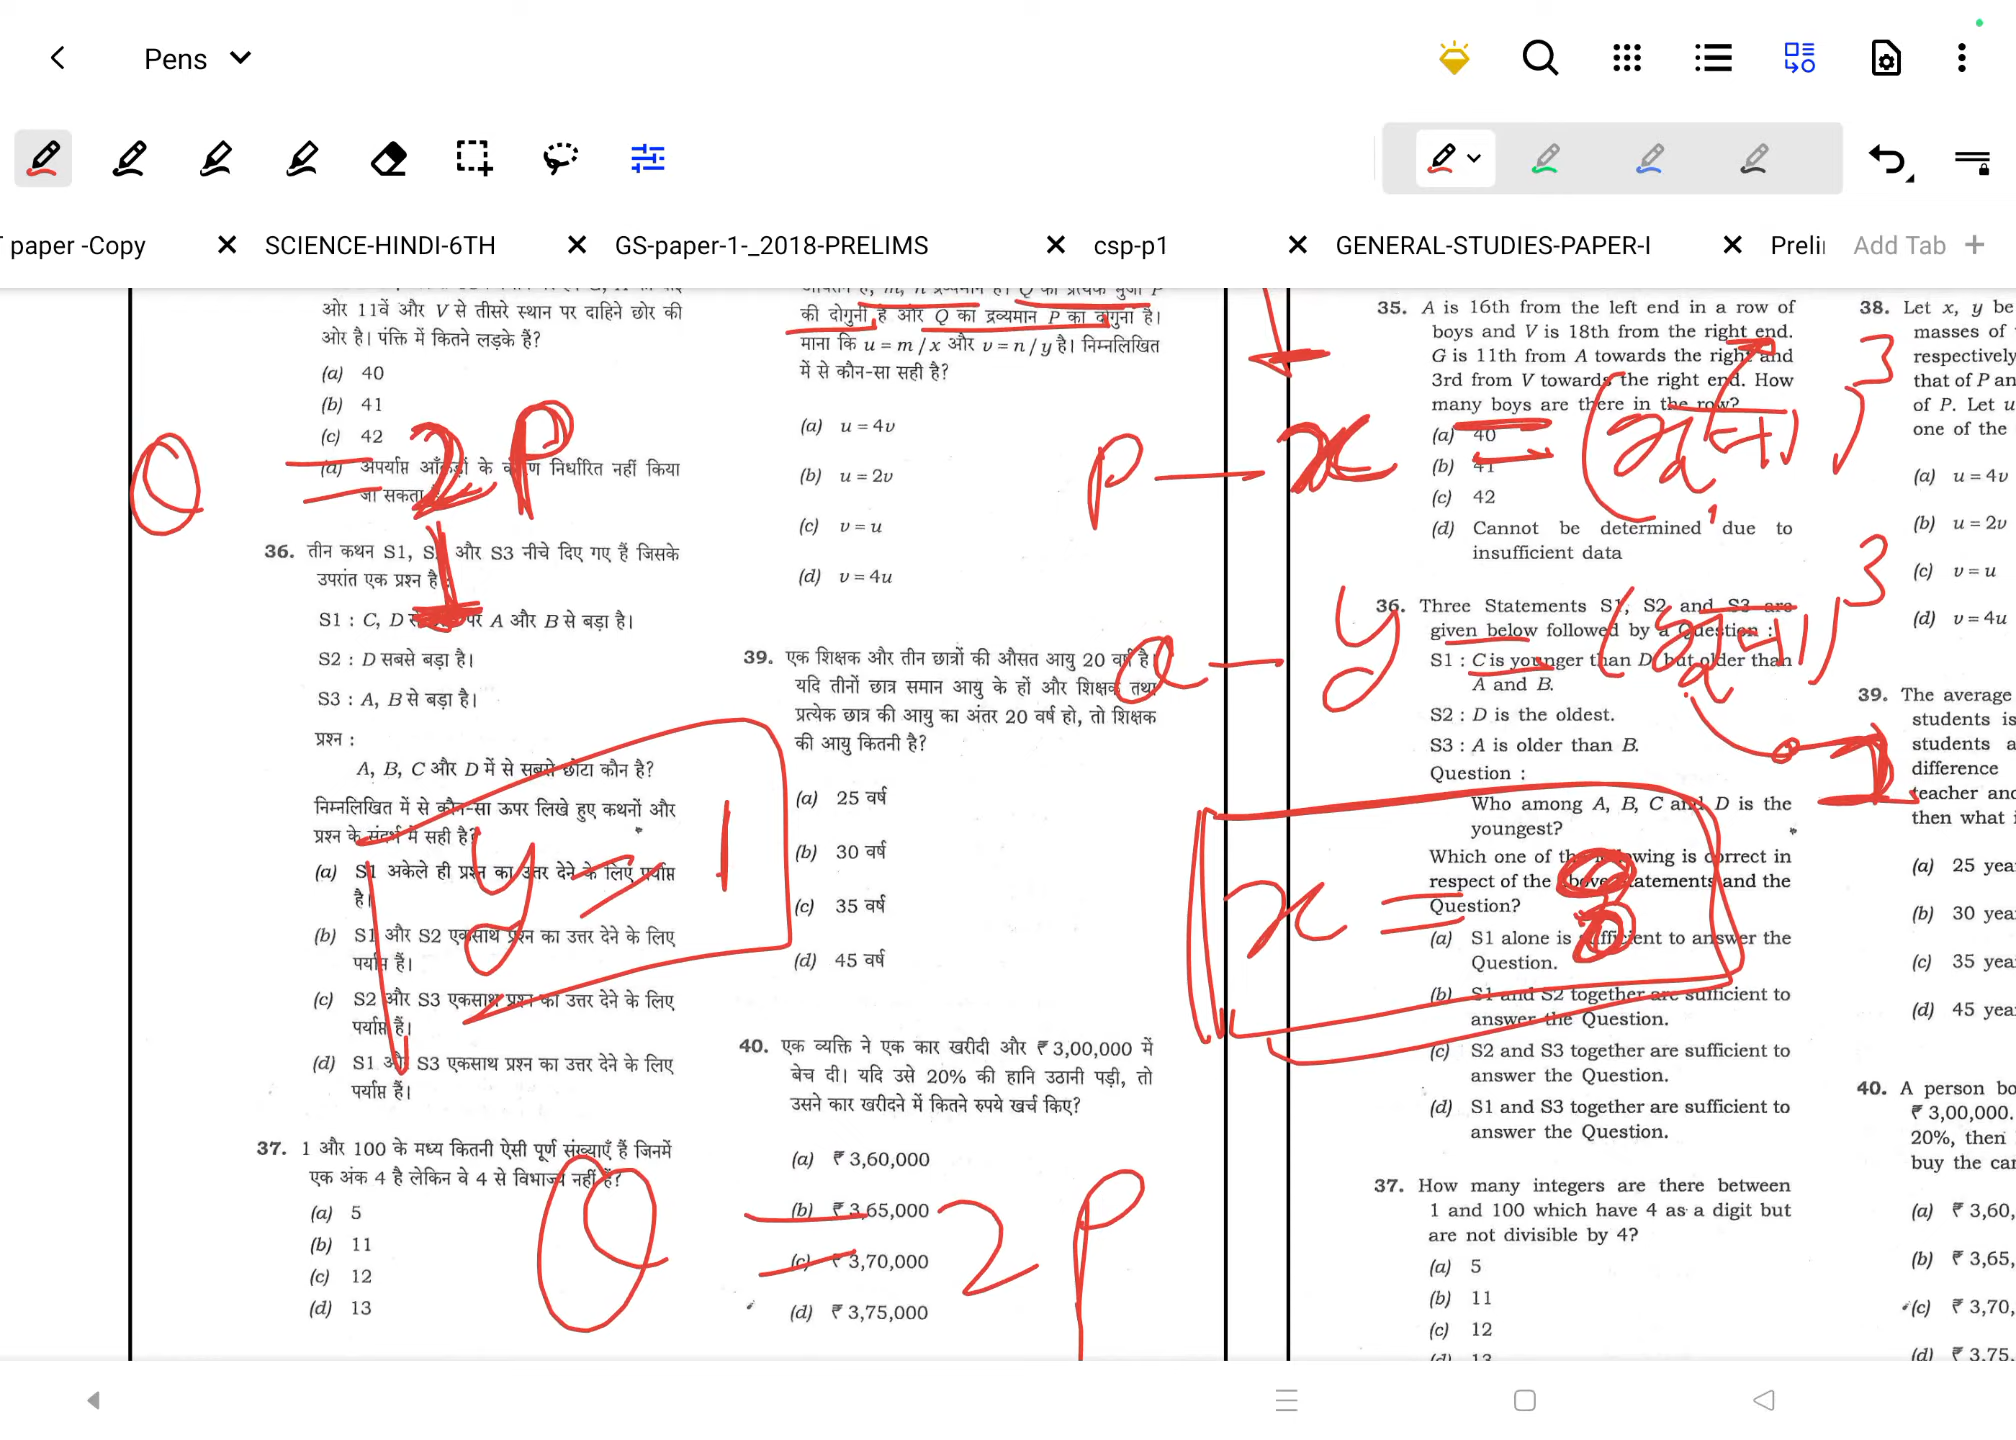 Pens
paper -Copy
SCIENCE-HINDI-6TH
GS-paper-1-_2018-PRELIMS
csp-p1
GENERAL-STUDIES-PAPER-I
Preli
Add Tab +
ओर 11वें और V से तीसरे स्थान पर दाहिने छोर की
ओर है। पंक्ति में कितने लड़के हैं?
(a) 40
(b) 41
(c) 42
(d) अपर्याप्त आँकड़ों के निर्धारित नहीं किया
जा सकता
36. तीन कथन S1, और S3 नीचे दिए गए हैं जिसके
उपरांत एक प्रश्न है
S1 : C, D पर A और B से बड़ा है।
S2 : D सबसे बड़ा है।
S3 : A, B से बड़ा है।
प्रश्न :
A, B, C और D में से सबसे छोटा कौन है?
निम्नलिखित में से कौन-सा ऊपर लिखे हुए कथनों और
प्रश्न के संदर्भ में सही है?
(a) S1 अकेले ही प्रश्न का उत्तर देने के लिए पर्याप्त
है।
(b) S1 और S2 एकसाथ प्रश्न का उत्तर देने के लिए
पर्याप्त हैं।
(c) S2 और S3 एकसाथ प्रश्न का उत्तर देने के लिए
पर्याप्त हैं।
(d) S1 और S3 एकसाथ प्रश्न का उत्तर देने के लिए
पर्याप्त हैं।
37. 1 और 100 के मध्य कितनी ऐसी पूर्ण संख्याएँ हैं जिनमें
एक अंक 4 है लेकिन वे 4 से विभाज्य नहीं हैं?
(a) 5
(b) 11
(c) 12
(d) 13
Q
2 P
y = 1
Q
की दोगुनी है और Q का द्रव्यमान P का दोगुना है।
माना कि u = m / x और v = n / y है। निम्नलिखित
में से कौन-सा सही है?
(a) u = 4v
(b) u = 2v
(c) v = u
(d) v = 4u
39. एक शिक्षक और तीन छात्रों की औसत आयु 20 वर्ष है।
यदि तीनों छात्र समान आयु के हों और शिक्षक तथा
प्रत्येक छात्र की आयु का अंतर 20 वर्ष हो, तो शिक्षक
की आयु कितनी है?
(a) 25 वर्ष
(b) 30 वर्ष
(c) 35 वर्ष
(d) 45 वर्ष
40. एक व्यक्ति ने एक कार खरीदी और ₹ 3,00,000 में
बेच दी। यदि उसे 20% की हानि उठानी पड़ी, तो
उसने कार खरीदने में कितने रुपये खर्च किए?
(a) ₹ 3,60,000
(b) ₹ 3,65,000
(c) ₹ 3,70,000
(d) ₹ 3,75,000
2 P
P — x
Q — y
35. A is 16th from the left end in a row of
boys and V is 18th from the right end.
G is 11th from A towards the right and
3rd from V towards the right end. How
many boys are there in the row?
(a) 40
(b) 41
(c) 42
(d) Cannot be determined due to
insufficient data
36. Three Statements S1, S2 and S3 are
given below followed by a Question :
S1 : C is younger than D, but older than
A and B.
S2 : D is the oldest.
S3 : A is older than B.
Question :
Who among A, B, C and D is the
youngest?
Which one of the following is correct in
respect of the above Statements and the
Question?
(a) S1 alone is sufficient to answer the
Question.
(b) S1 and S2 together are sufficient to
answer the Question.
(c) S2 and S3 together are sufficient to
answer the Question.
(d) S1 and S3 together are sufficient to
answer the Question.
37. How many integers are there between
1 and 100 which have 4 as a digit but
are not divisible by 4?
(a) 5
(b) 11
(c) 12
(d) 13
3
3
x =
38. Let x, y be
masses of
respectively
that of P an
of P. Let u
one of the
(a) u = 4v
(b) u = 2v
(c) v = u
(d) v = 4u
39. The average
students is
students a
difference
teacher and
then what i
(a) 25 yea
(b) 30 yea
(c) 35 yea
(d) 45 yea
40. A person bo
₹ 3,00,000.
20%, then
buy the car
(a) ₹ 3,60,
(b) ₹ 3,65,
(c) ₹ 3,70,
(d) ₹ 3,75,